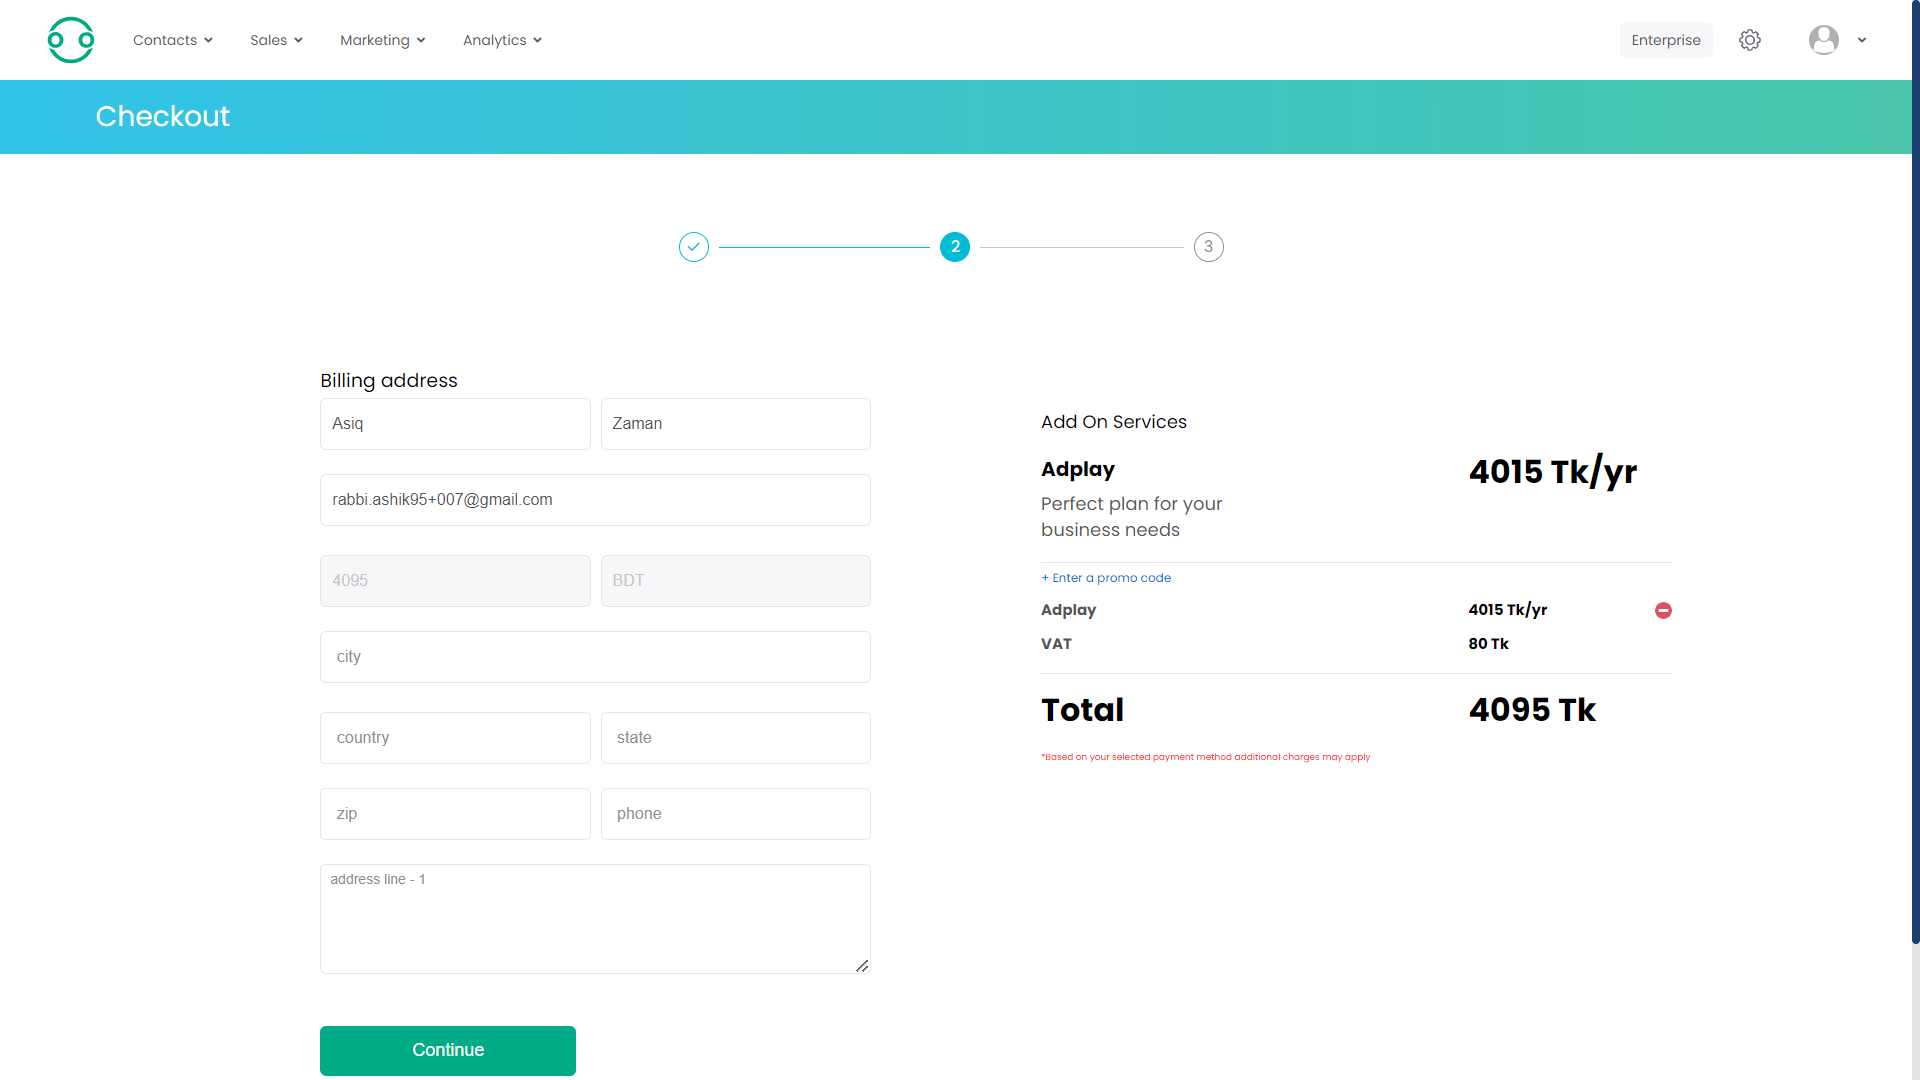 Contacts Sales Marketing Analytics Enterprise
Checkout
2 3
Billing address
Asiq Zaman
rabbi.ashik95+007@gmail.com
4095 BDT
city
country state
zip phone
address line - 1
Continue
Add On Services
Adplay 4015 Tk/yr
Perfect plan for your
business needs
+ Enter a promo code
Adplay 4015 Tk/yr
VAT 80 Tk
Total 4095 Tk
*Based on your selected payment method additional charges may apply